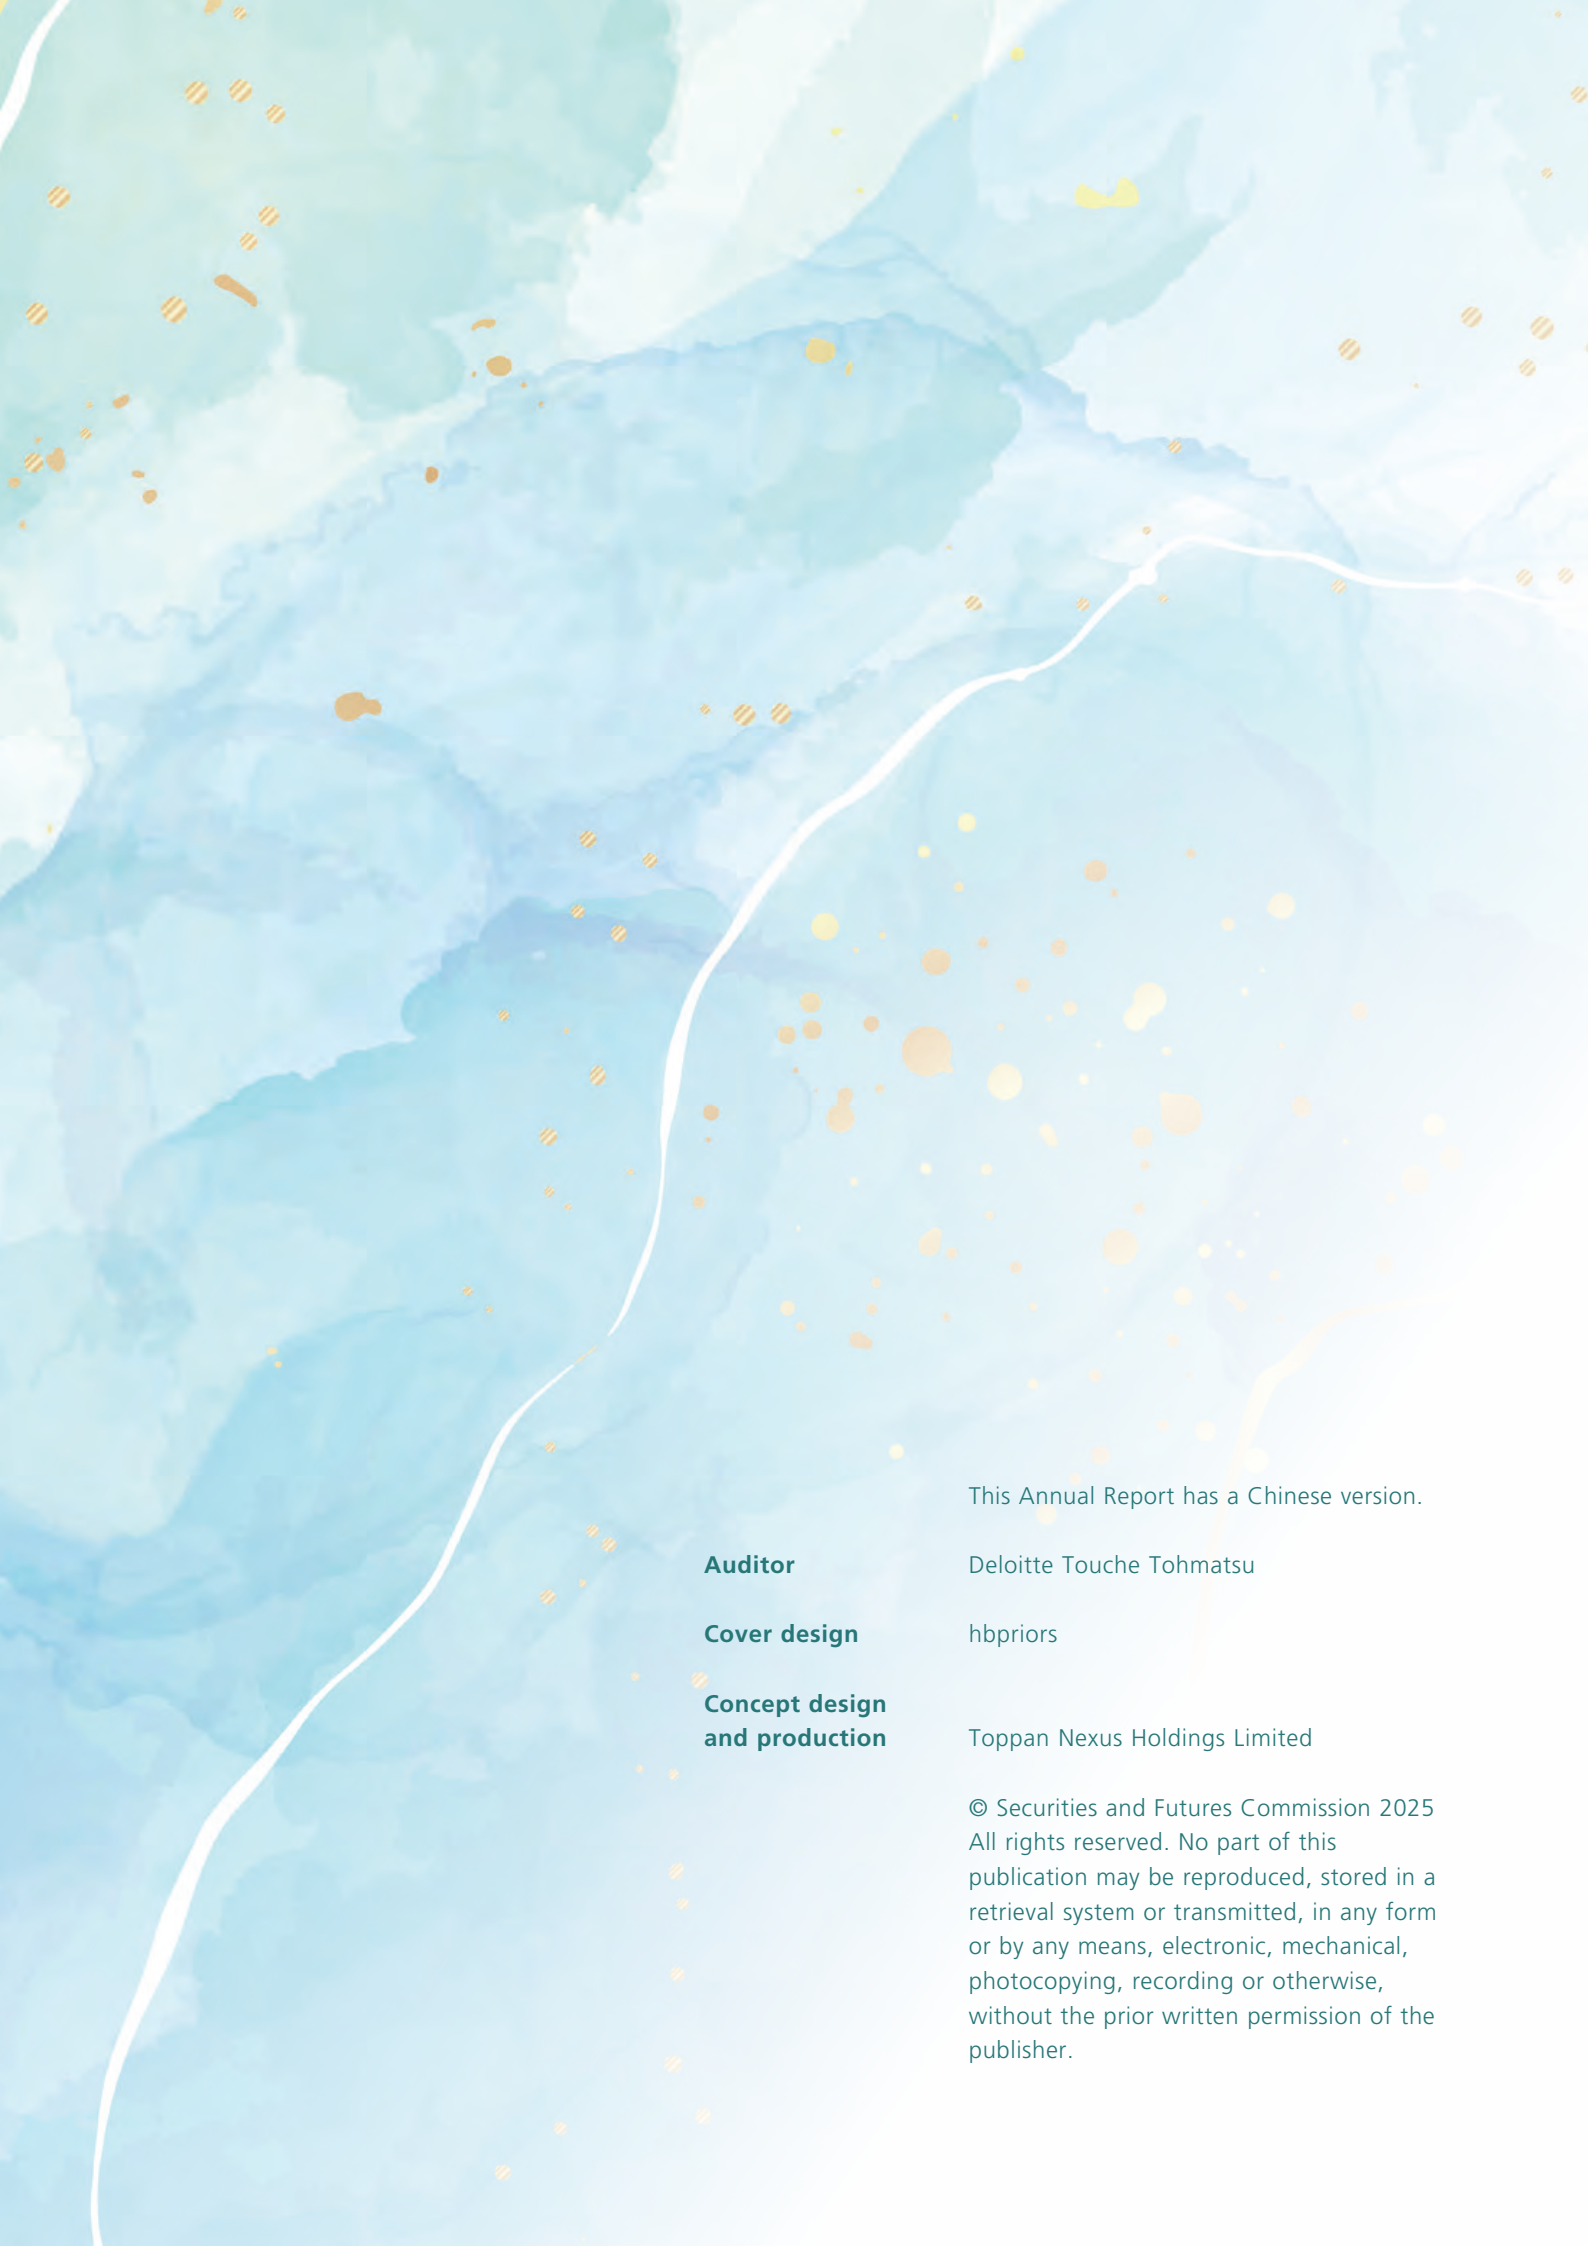 This Annual Report has a Chinese version.
Auditor Deloitte Touche Tohmatsu
Cover design hbpriors
Concept design
and production Toppan Nexus Holdings Limited
© Securities and Futures Commission 2025
All rights reserved. No part of this
publication may be reproduced, stored in a
retrieval system or transmitted, in any form
or by any means, electronic, mechanical,
photocopying, recording or otherwise,
without the prior written permission of the
publisher.